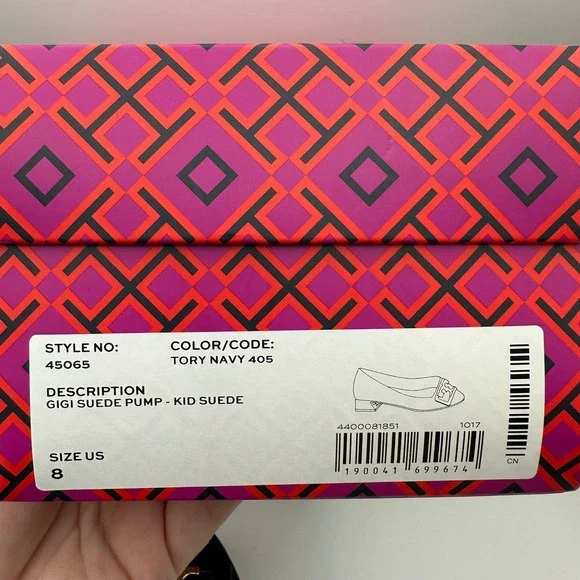 STYLE NO:
45065
COLOR/CODE:
TORY NAVY 405
DESCRIPTION
GIGI SUEDE PUMP - KID SUEDE
SIZE US
8
4400081851 1017
190041 699674
CN